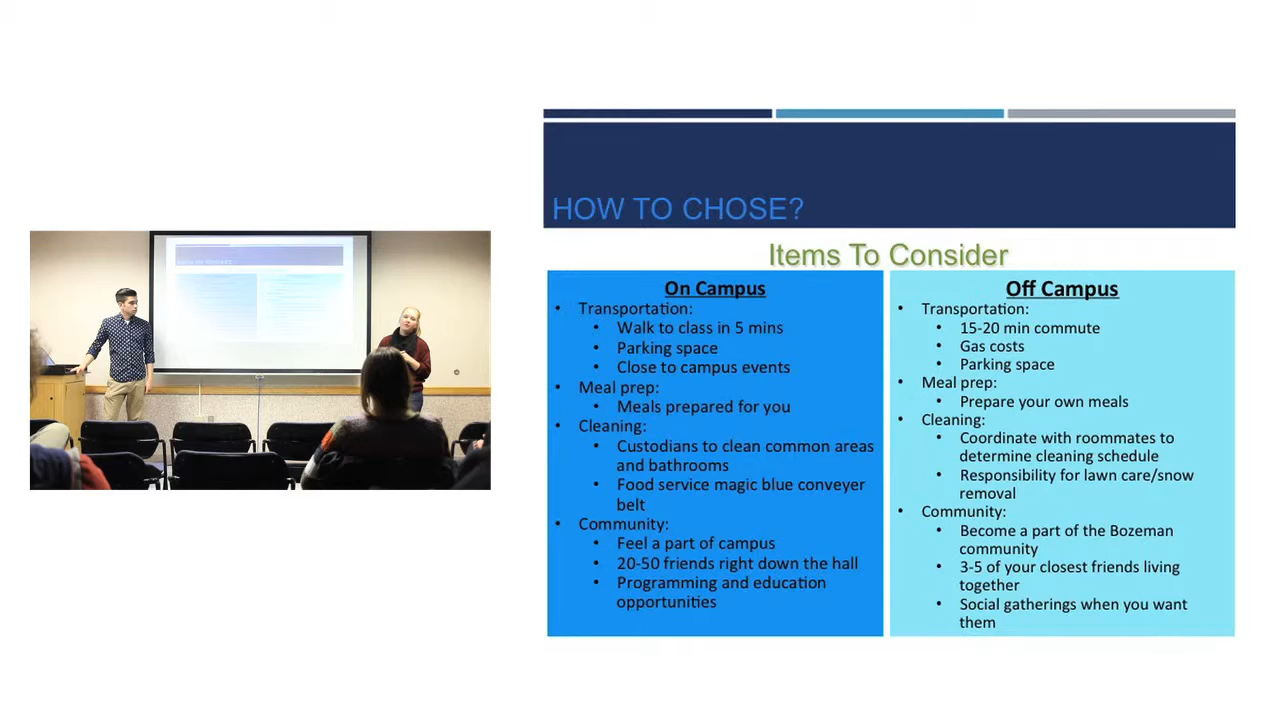 HOW TO CHOSE?
Items To Consider
On Campus
• Transportation:
• Walk to class in 5 mins
• Parking space
• Close to campus events
• Meal prep:
• Meals prepared for you
• Cleaning:
• Custodians to clean common areas
and bathrooms
• Food service magic blue conveyer
belt
• Community:
• Feel a part of campus
• 20-50 friends right down the hall
• Programming and education
opportunities
Off Campus
• Transportation:
• 15-20 min commute
• Gas costs
• Parking space
• Meal prep:
• Prepare your own meals
• Cleaning:
• Coordinate with roommates to
determine cleaning schedule
• Responsibility for lawn care/snow
removal
• Community:
• Become a part of the Bozeman
community
• 3-5 of your closest friends living
together
• Social gatherings when you want
them